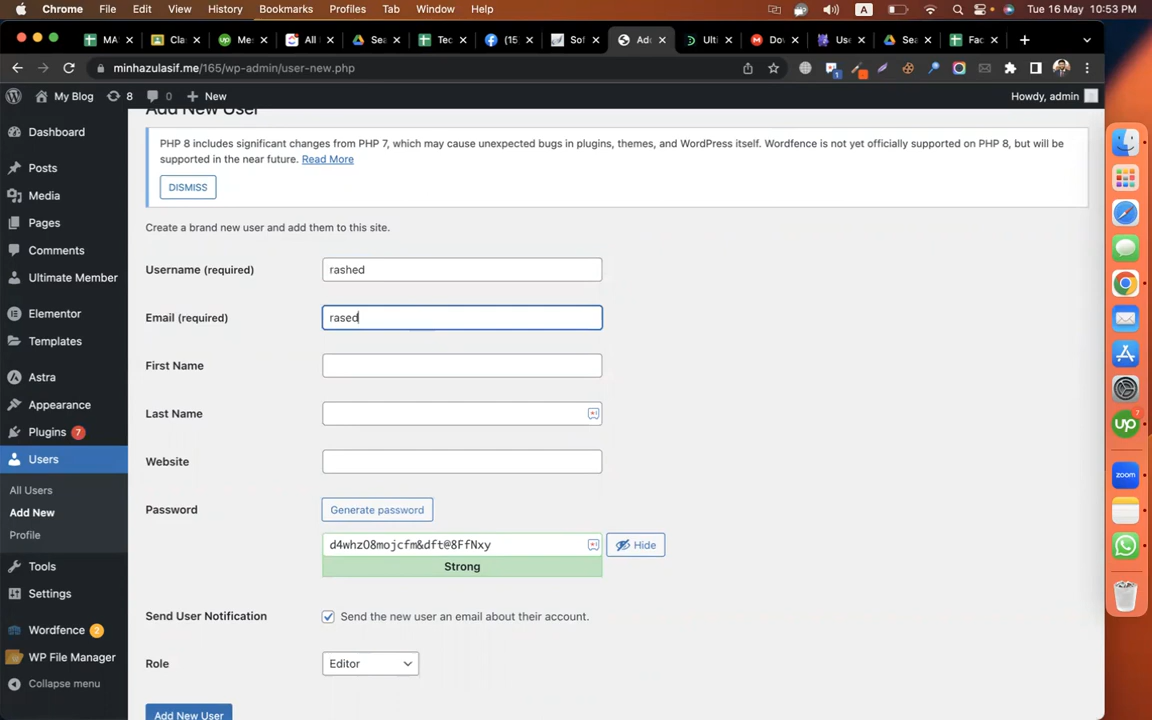 Chrome File Edit View History Bookmarks Profiles Tab Window Help A Tue 16 May 10:53 PM
MA Cla Me All Sea Tec (15 Sof Ad Ulti Do Use Sea Fac
minhazulasif.me/165/wp-admin/user-new.php
My Blog 8 0 New Howdy, admin
Add New User
Dashboard
Posts
Media
Pages
Comments
Ultimate Member
Elementor
Templates
Astra
Appearance
Plugins 7
Users
All Users
Add New
Profile
Tools
Settings
Wordfence 2
WP File Manager
Collapse menu
PHP 8 includes significant changes from PHP 7, which may cause unexpected bugs in plugins, themes, and WordPress itself. Wordfence is not yet officially supported on PHP 8, but will be
supported in the near future. Read More
DISMISS
Create a brand new user and add them to this site.
Username (required) rashed
Email (required) rased
First Name
Last Name
Website
Password Generate password
d4whzO8mojcfm&dft@8FfNxy Hide
Strong
Send User Notification Send the new user an email about their account.
Role Editor
Add New User
7
up
zoom
1